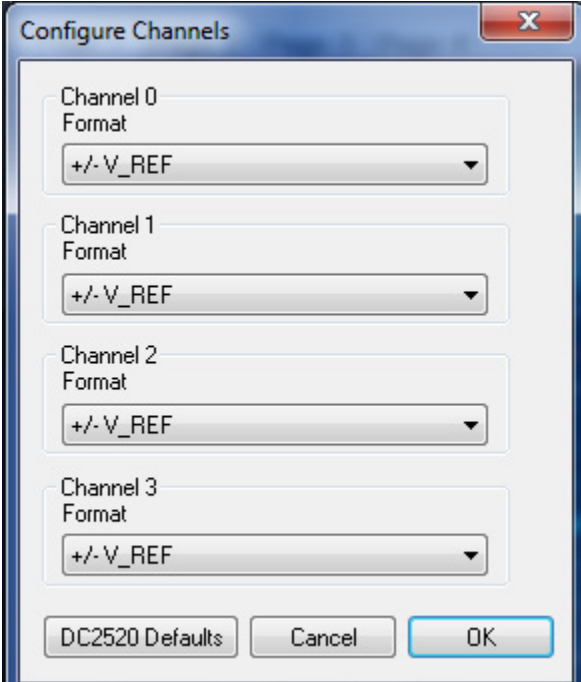 Configure Channels
Channel 0
Format
+/- V_REF
Channel 1
Format
+/- V_REF
Channel 2
Format
+/- V_REF
Channel 3
Format
+/- V_REF
DC2520 Defaults Cancel OK